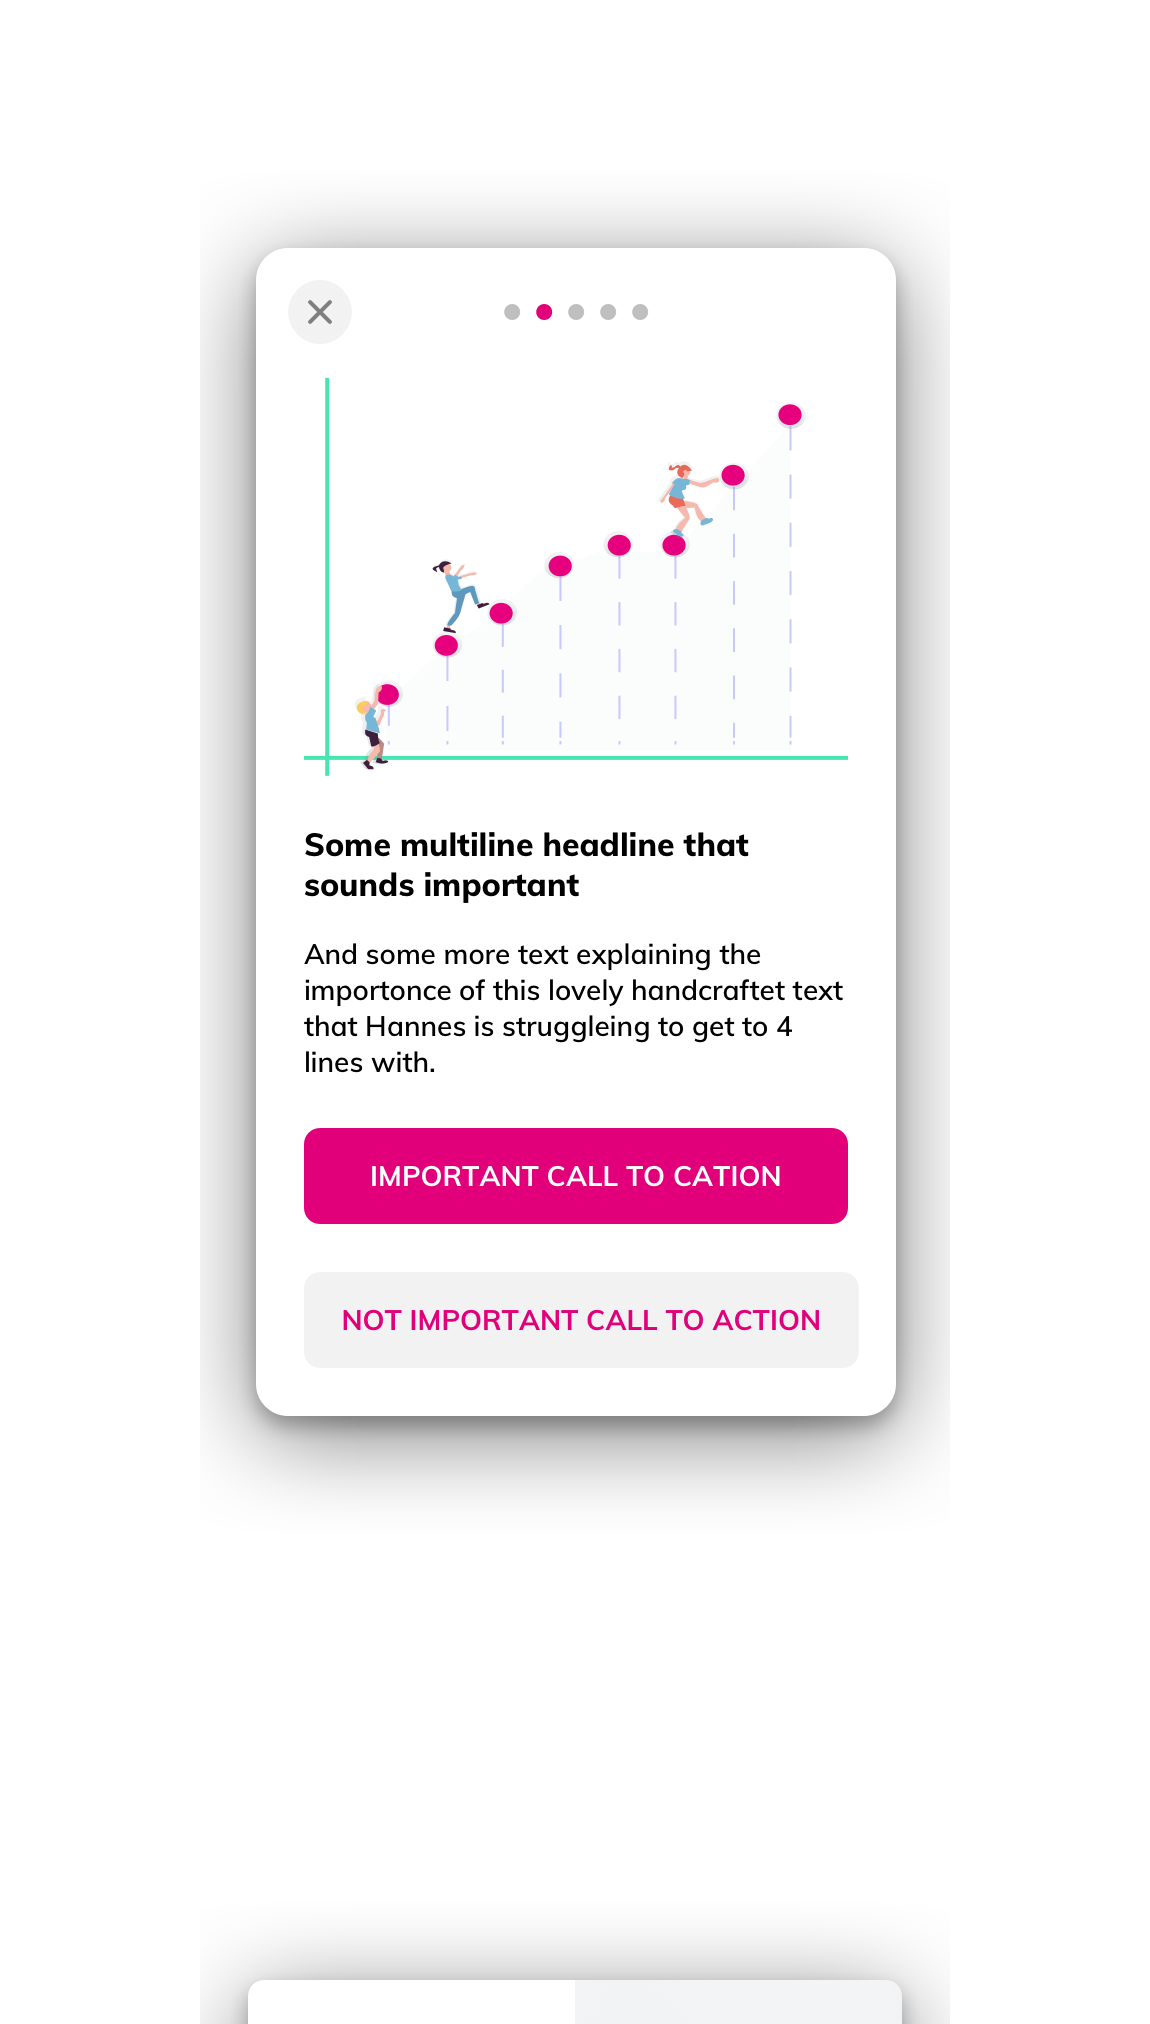 Some multiline headline that
sounds important
And some more text explaining the
importonce of this lovely handcraftet text
that Hannes is struggleing to get to 4
lines with.
IMPORTANT CALL TO CATION
NOT IMPORTANT CALL TO ACTION